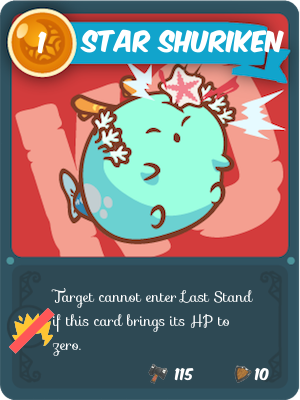 1 STAR SHURIKEN
Target cannot enter Last Stand
if this card brings its HP to
zero.
115 10